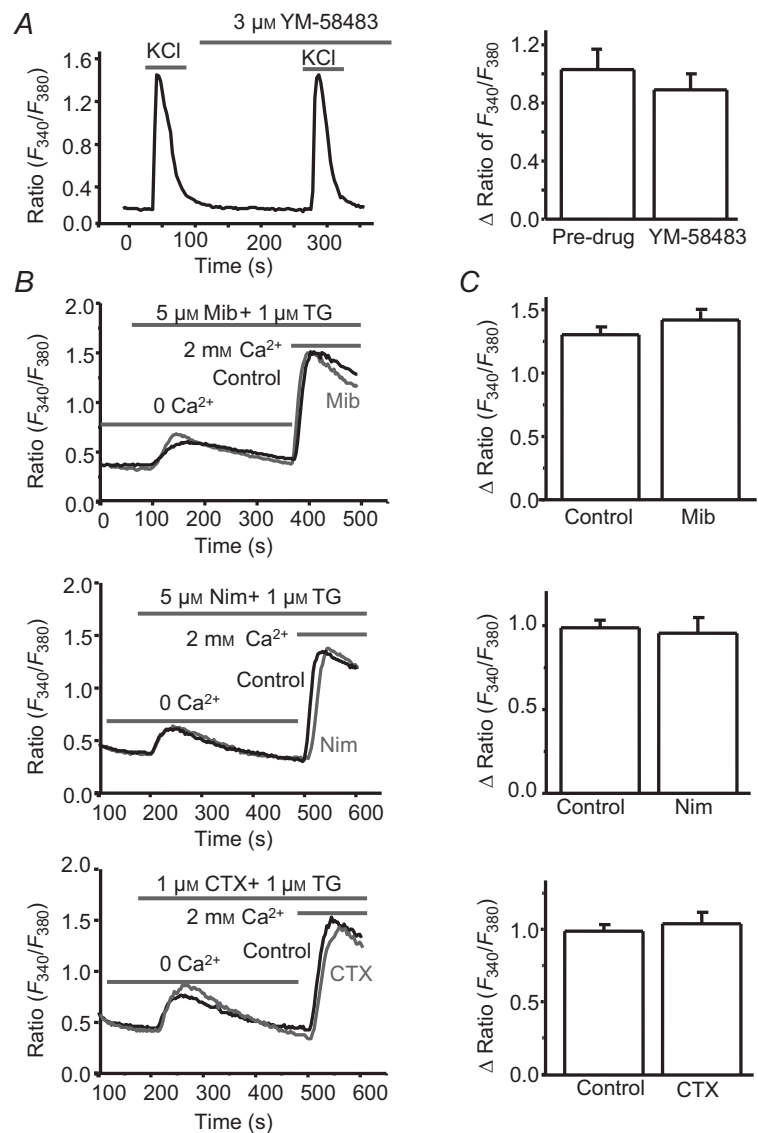 A
3 µM YM-58483
KCl
KCl
Ratio (F340/F380)
1.6
1.2
0.8
0.4
0.0
0 100 200 300
Time (s)
Δ Ratio of F340/F380
1.2
0.8
0.4
0.0
Pre-drug YM-58483
B
5 µM Mib+ 1 µM TG
2 mM Ca2+
Control
Mib
0 Ca2+
Ratio (F340/F380)
2.0
1.5
1.0
0.5
0.0
0 100 200 300 400 500
Time (s)
C
Δ Ratio (F340/F380)
1.5
1.0
0.5
0.0
Control Mib
5 µM Nim+ 1 µM TG
2 mM Ca2+
Control
0 Ca2+
Nim
Ratio (F340/F380)
2.0
1.5
1.0
0.5
0.0
100 200 300 400 500 600
Time (s)
Δ Ratio (F340/F380)
1.0
0.5
0.0
Control Nim
1 µM CTX+ 1 µM TG
2 mM Ca2+
Control
0 Ca2+
CTX
Ratio (F340/F380)
2.0
1.5
1.0
0.5
0.0
100 200 300 400 500 600
Time (s)
Δ Ratio (F340/F380)
1.0
0.5
0.0
Control CTX